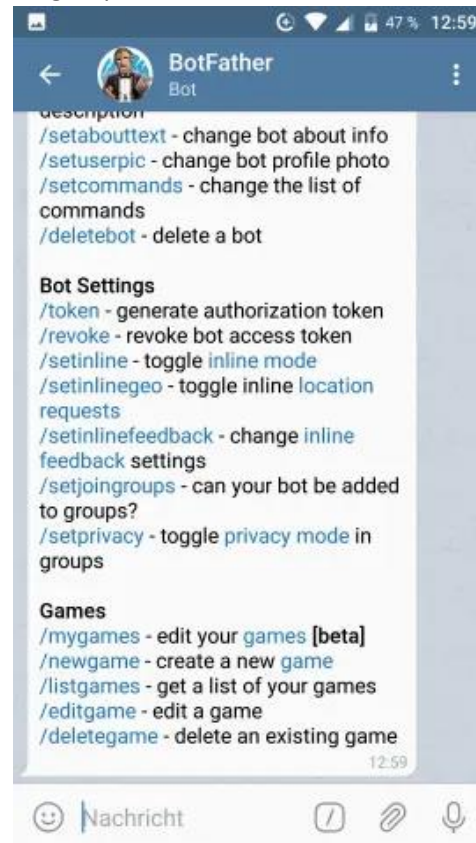 47 % 12:59
BotFather
Bot
description
/setabouttext - change bot about info
/setuserpic - change bot profile photo
/setcommands - change the list of
commands
/deletebot - delete a bot
Bot Settings
/token - generate authorization token
/revoke - revoke bot access token
/setinline - toggle inline mode
/setinlinegeo - toggle inline location
requests
/setinlinefeedback - change inline
feedback settings
/setjoingroups - can your bot be added
to groups?
/setprivacy - toggle privacy mode in
groups
Games
/mygames - edit your games [beta]
/newgame - create a new game
/listgames - get a list of your games
/editgame - edit a game
/deletegame - delete an existing game
12:59
Nachricht